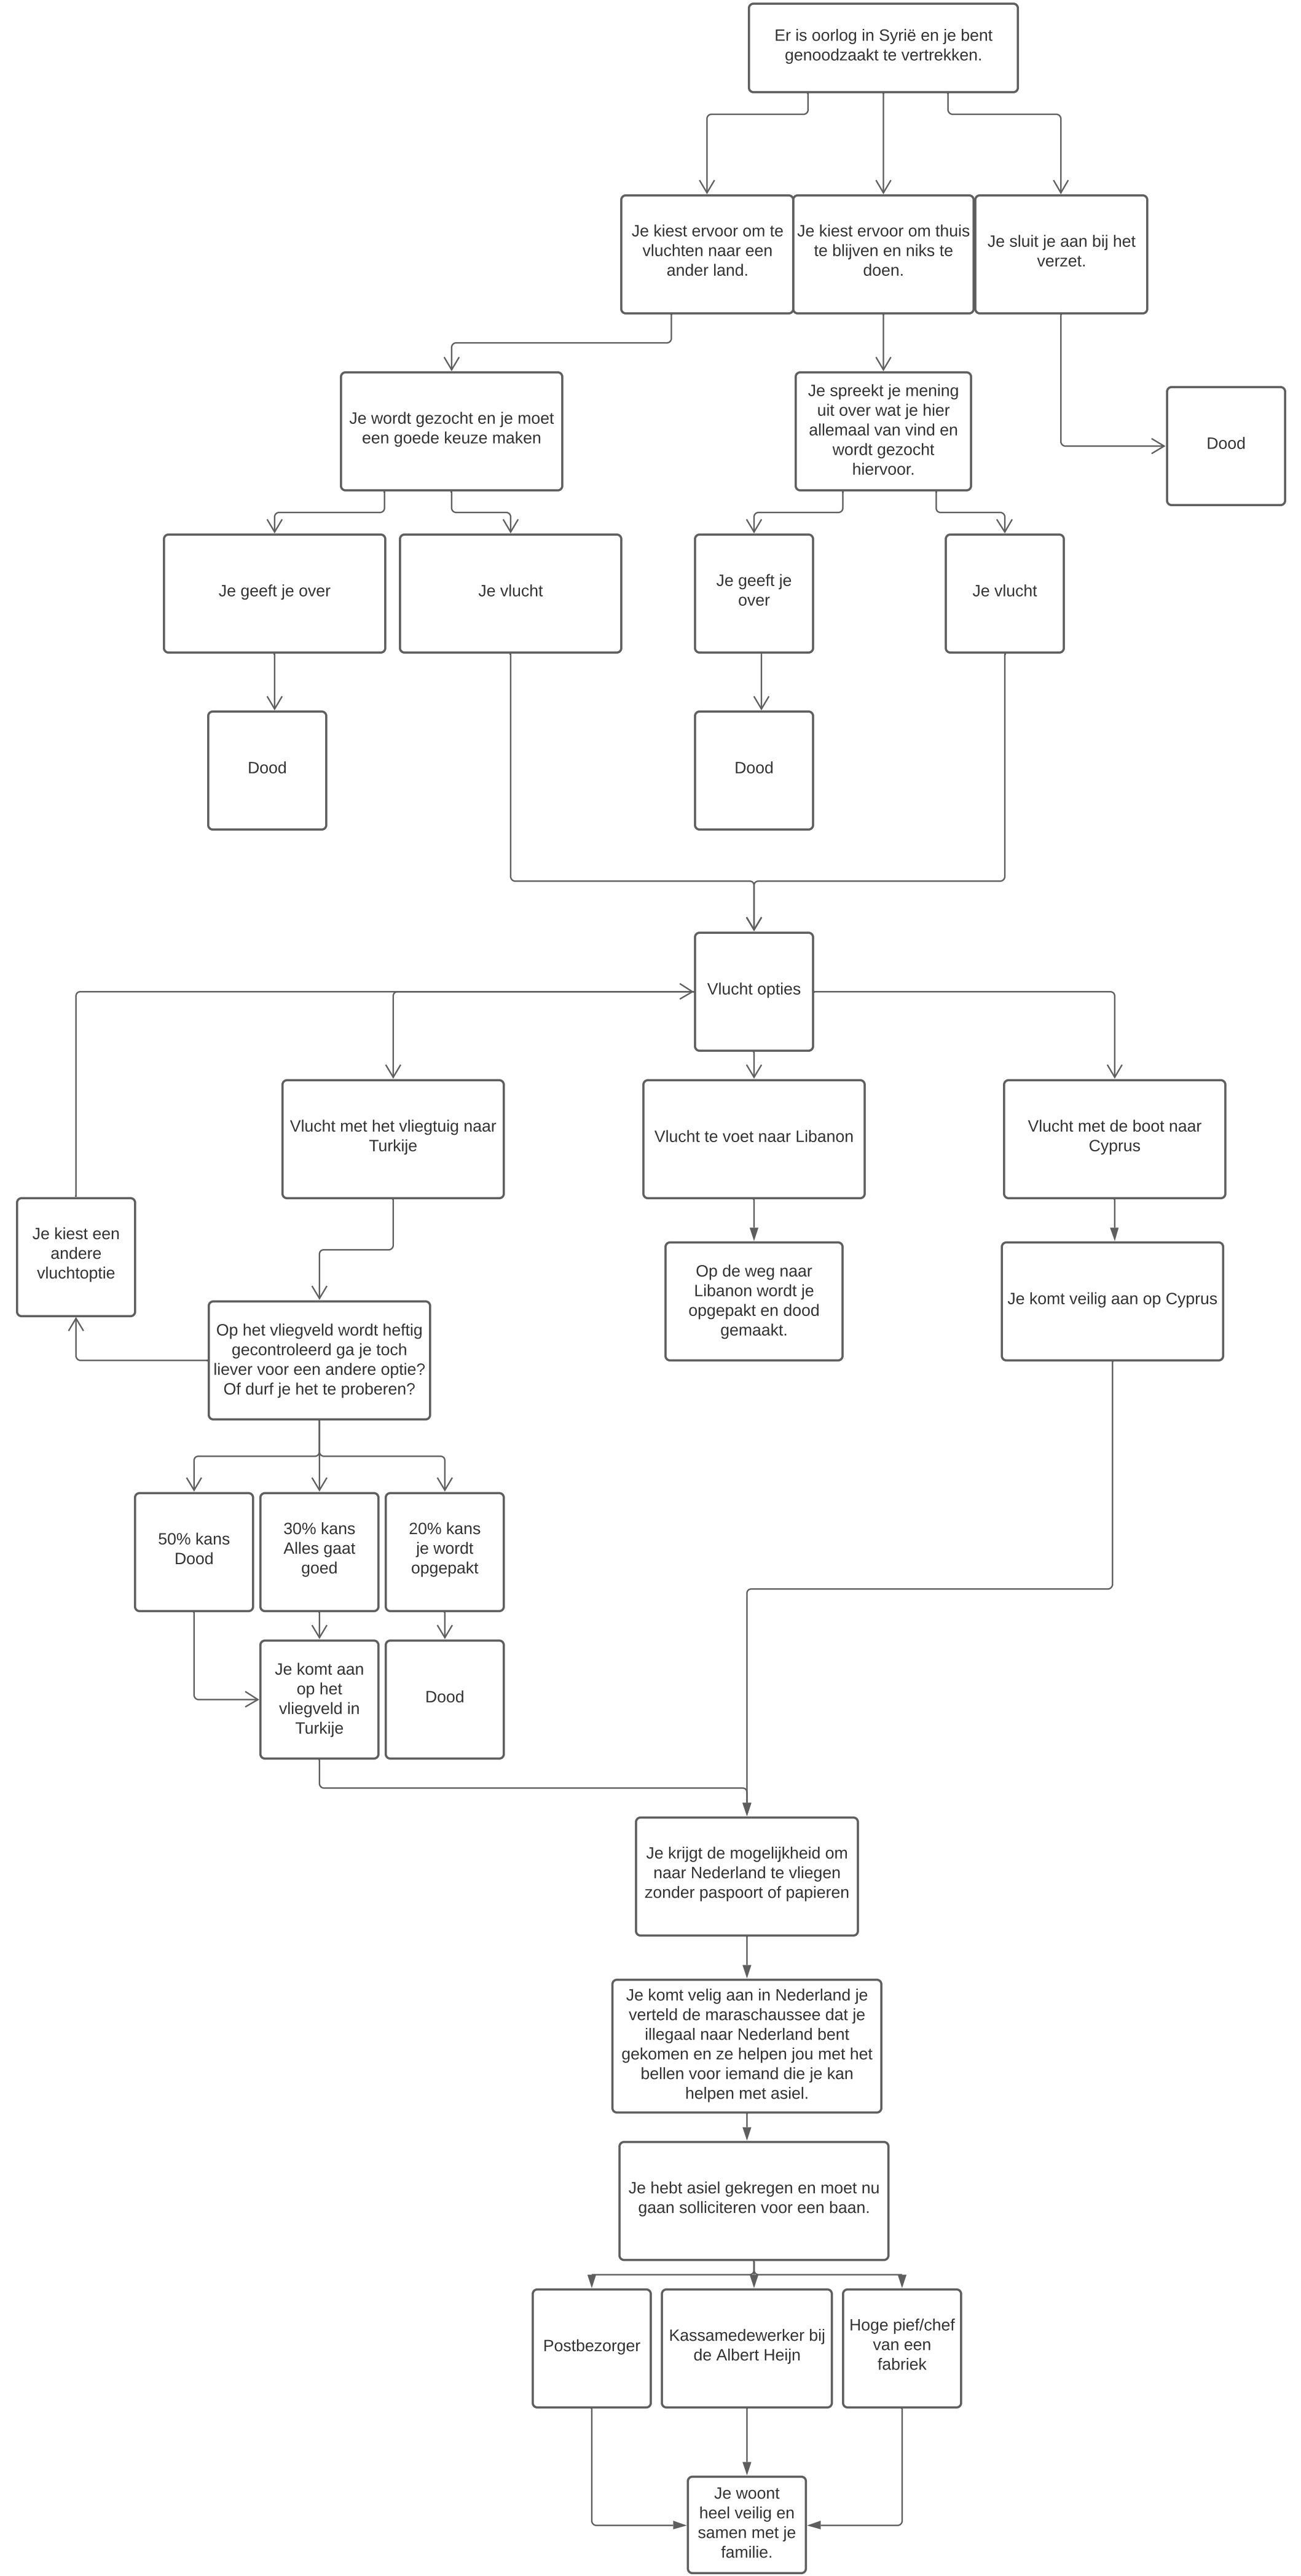 Er is oorlog in Syrië en je bent
genoodzaakt te vertrekken.
Je kiest ervoor om te
vluchten naar een
ander land.
Je kiest ervoor om thuis
te blijven en niks te
doen.
Je sluit je aan bij het
verzet.
Je wordt gezocht en je moet
een goede keuze maken
Je spreekt je mening
uit over wat je hier
allemaal van vind en
wordt gezocht
hiervoor.
Dood
Je geeft je over
Je vlucht
Je geeft je
over
Je vlucht
Dood
Dood
Vlucht opties
Vlucht met het vliegtuig naar
Turkije
Vlucht te voet naar Libanon
Vlucht met de boot naar
Cyprus
Je kiest een
andere
vluchtoptie
Op de weg naar
Libanon wordt je
opgepakt en dood
gemaakt.
Je komt veilig aan op Cyprus
Op het vliegveld wordt heftig
gecontroleerd ga je toch
liever voor een andere optie?
Of durf je het te proberen?
50% kans
Dood
30% kans
Alles gaat
goed
20% kans
je wordt
opgepakt
Je komt aan
op het
vliegveld in
Turkije
Dood
Je krijgt de mogelijkheid om
naar Nederland te vliegen
zonder paspoort of papieren
Je komt velig aan in Nederland je
verteld de maraschaussee dat je
illegaal naar Nederland bent
gekomen en ze helpen jou met het
bellen voor iemand die je kan
helpen met asiel.
Je hebt asiel gekregen en moet nu
gaan solliciteren voor een baan.
Postbezorger
Kassamedewerker bij
de Albert Heijn
Hoge pief/chef
van een
fabriek
Je woont
heel veilig en
samen met je
familie.